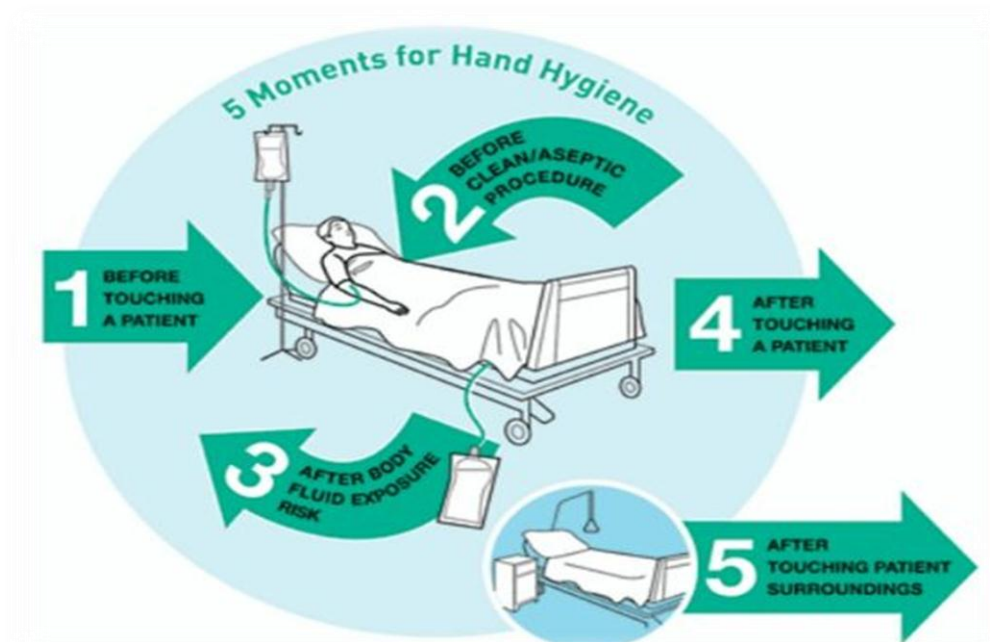 5 Moments for Hand Hygiene
1
BEFORE
TOUCHING
A PATIENT
2
BEFORE
CLEAN/ASEPTIC
PROCEDURE
3
AFTER BODY
FLUID EXPOSURE
RISK
4
AFTER
TOUCHING
A PATIENT
5
AFTER
TOUCHING PATIENT
SURROUNDINGS